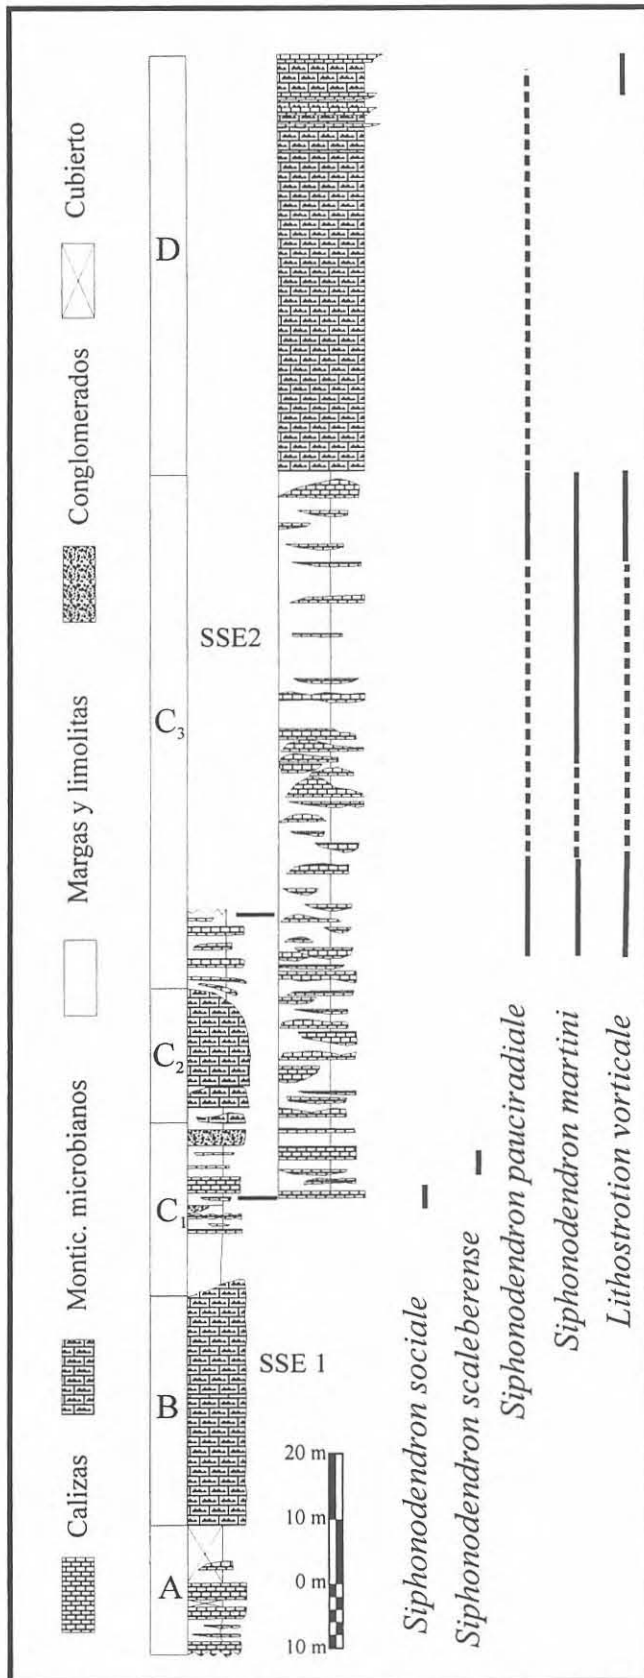 Calizas
Montic. microbianos
Margas y limolitas
Conglomerados
Cubierto
A
B
C1
C2
C3
D
SSE 1
SSE2
10 m
0 m
10 m
20 m
Siphonodendron sociale
Siphonodendron scaleberense
Siphonodendron pauciradiale
Siphonodendron martini
Lithostrotion vorticale